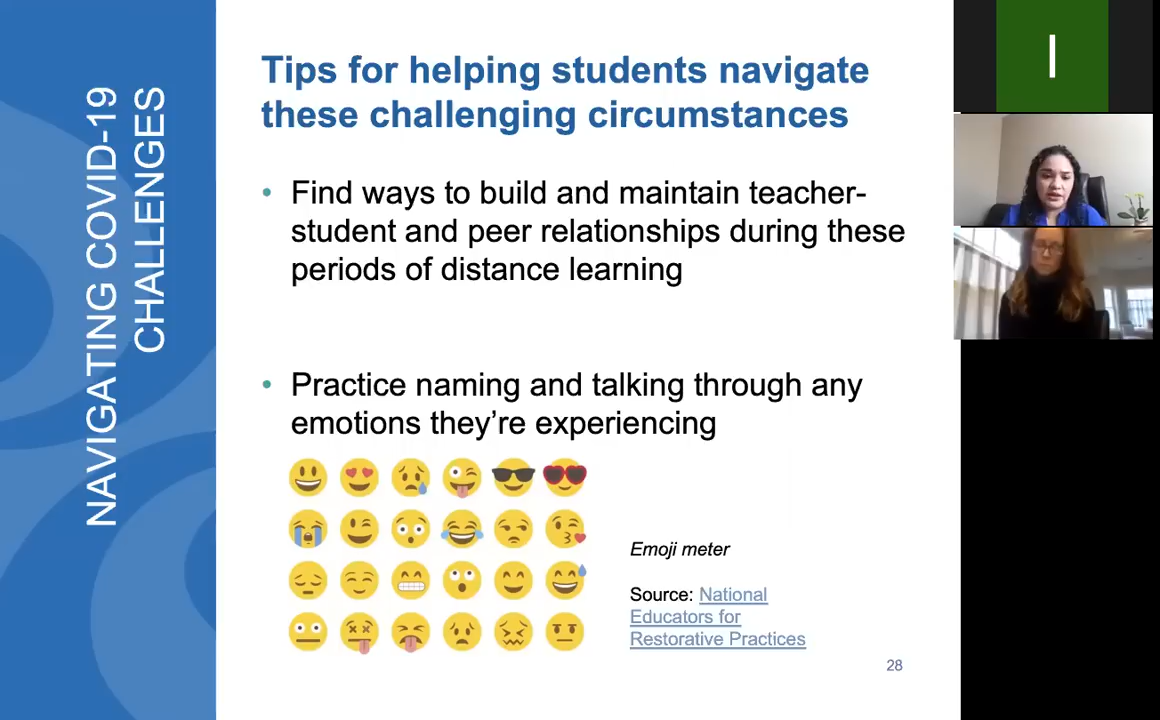 NAVIGATING COVID-19
CHALLENGES
Tips for helping students navigate
these challenging circumstances
• Find ways to build and maintain teacher-
student and peer relationships during these
periods of distance learning
• Practice naming and talking through any
emotions they're experiencing
Emoji meter
Source: National
Educators for
Restorative Practices
28
I